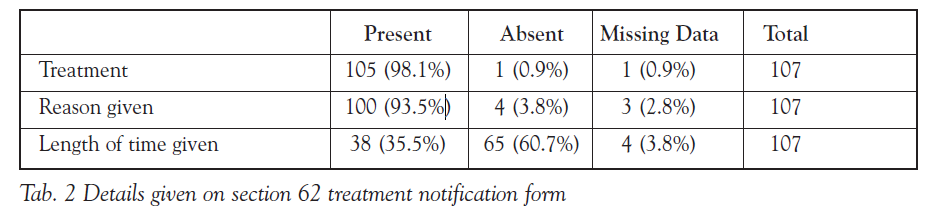 Present Absent Missing Data Total
Treatment 105 (98.1%) 1 (0.9%) 1 (0.9%) 107
Reason given 100 (93.5%) 4 (3.8%) 3 (2.8%) 107
Length of time given 38 (35.5%) 65 (60.7%) 4 (3.8%) 107
Tab. 2 Details given on section 62 treatment notification form